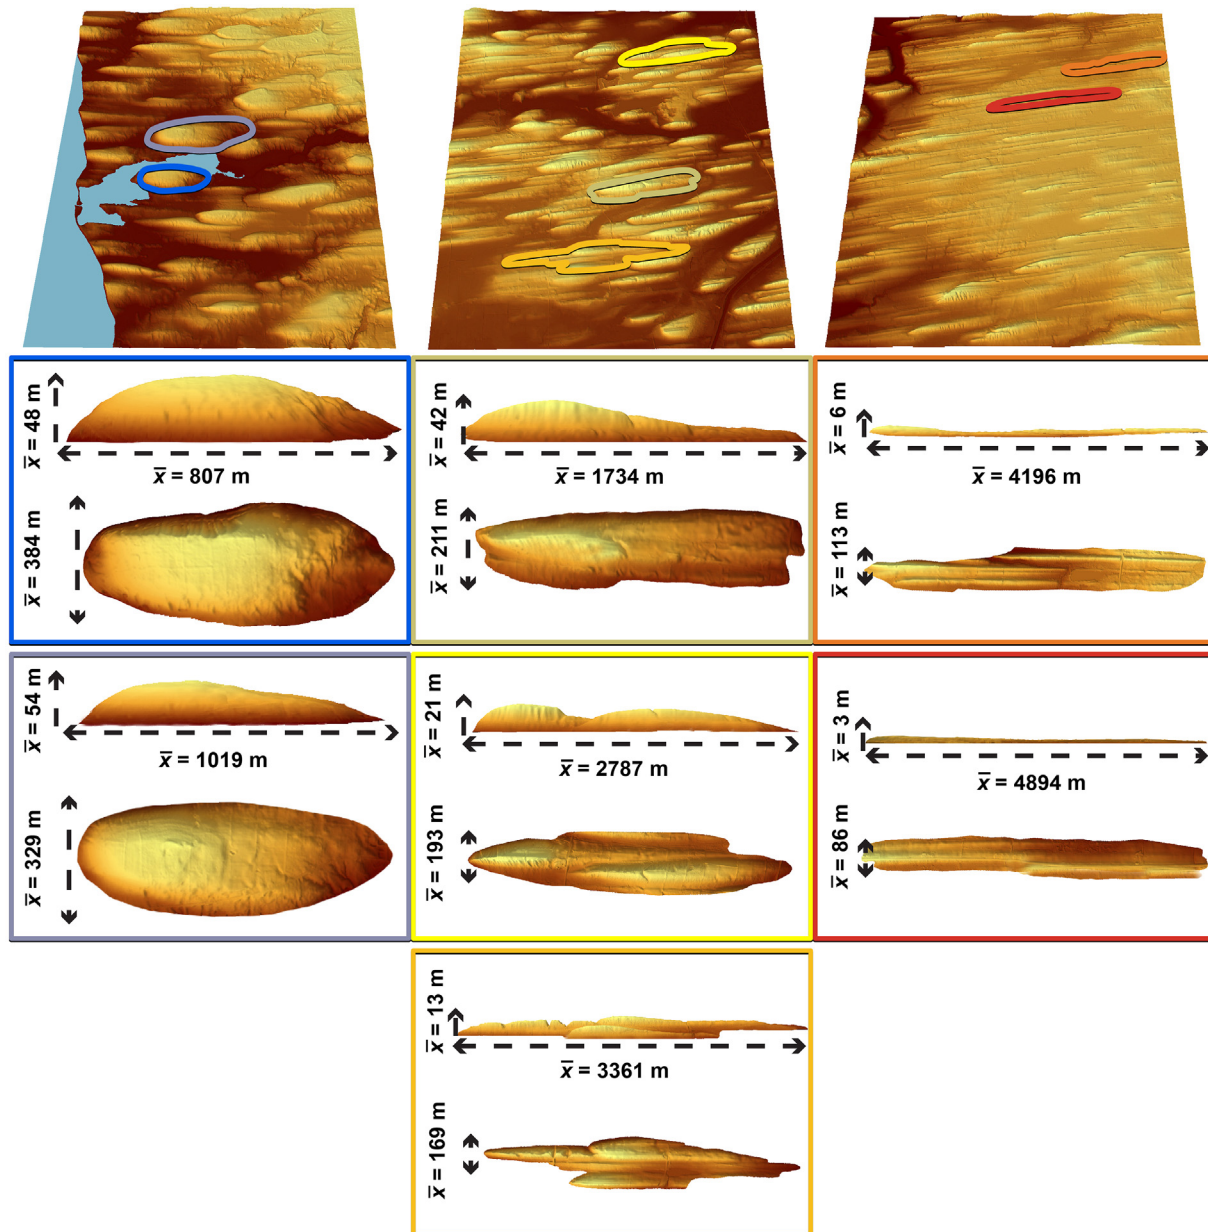 x̄ = 48 m
x̄ = 807 m
x̄ = 384 m
x̄ = 42 m
x̄ = 1734 m
x̄ = 211 m
x̄ = 6 m
x̄ = 4196 m
x̄ = 113 m
x̄ = 54 m
x̄ = 1019 m
x̄ = 329 m
x̄ = 21 m
x̄ = 2787 m
x̄ = 193 m
x̄ = 3 m
x̄ = 4894 m
x̄ = 86 m
x̄ = 13 m
x̄ = 3361 m
x̄ = 169 m